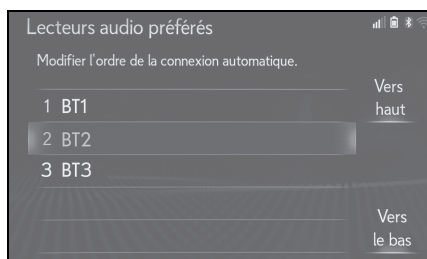 Lecteurs audio préférés
Modifier l'ordre de la connexion automatique.
Vers
haut
1 BT1
2 BT2
3 BT3
Vers
le bas